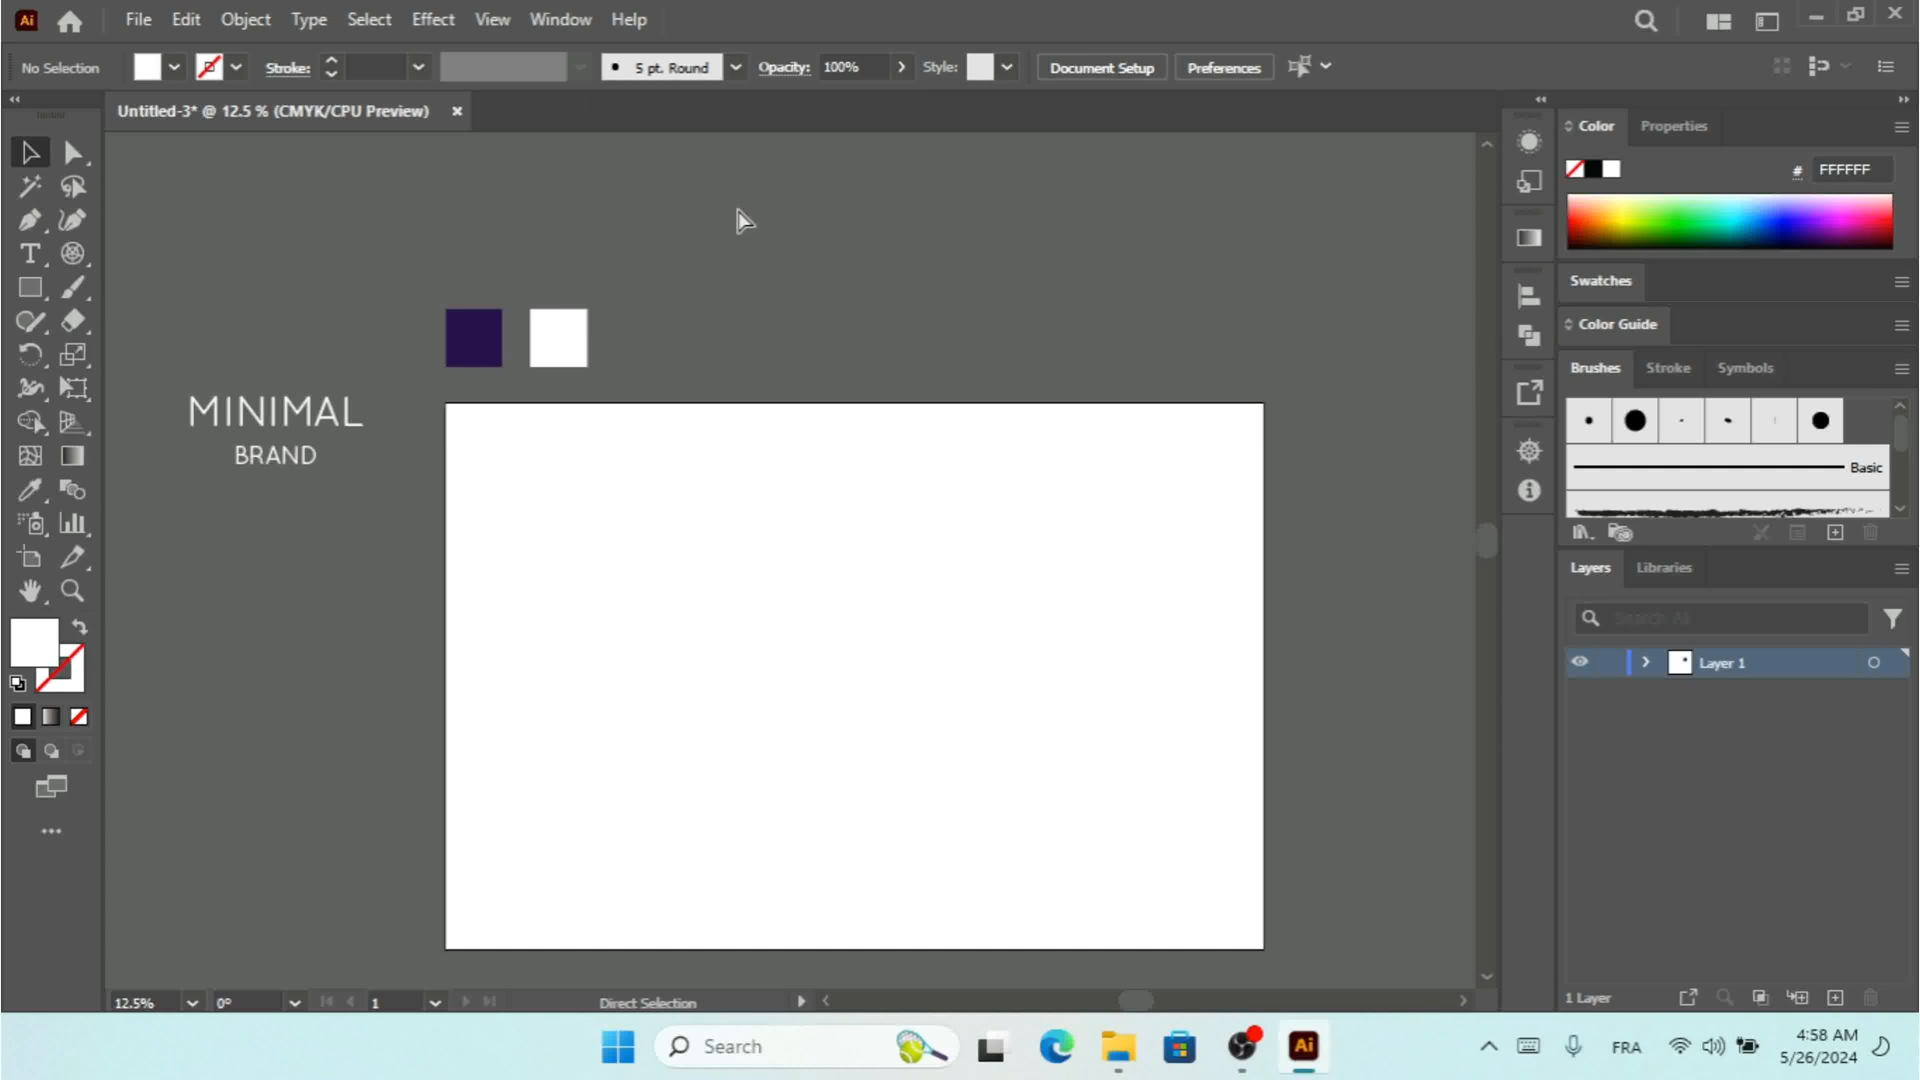 Ai File Edit Object Type Select Effect View Window Help
No Selection Stroke: 5 pt. Round Opacity: 100% Style: Document Setup Preferences
Untitled-3* @ 12.5 % (CMYK/CPU Preview)
Color Properties
# FFFFFF
Swatches
Color Guide
Brushes Stroke Symbols
Basic
MINIMAL
BRAND
Layers Libraries
Search All
Layer 1
12.5% 0° 1 Direct Selection
1 Layer
Search
Ai
FRA
4:58 AM
5/26/2024